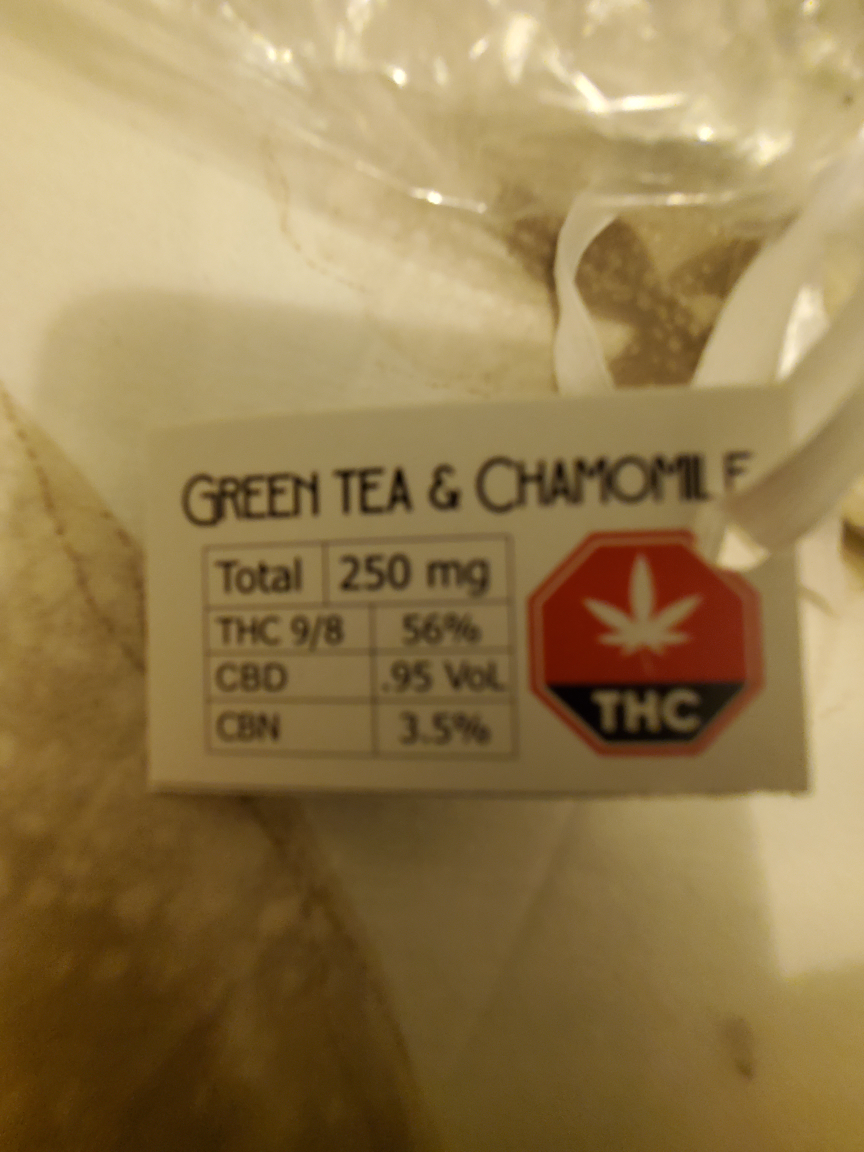 GREEN TEA & CHAMOMILE
Total 250 mg
THC 9/8 56%
CBD .95 Vol.
CBN 3.5%
THC